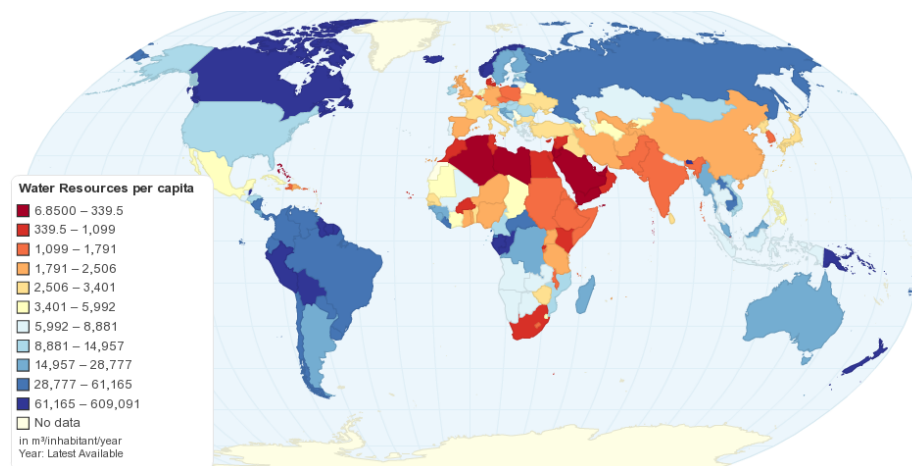 Water Resources per capita
6.8500 – 339.5
339.5 – 1,099
1,099 – 1,791
1,791 – 2,506
2,506 – 3,401
3,401 – 5,992
5,992 – 8,881
8,881 – 14,957
14,957 – 28,777
28,777 – 61,165
61,165 – 609,091
No data
in m³/inhabitant/year
Year: Latest Available